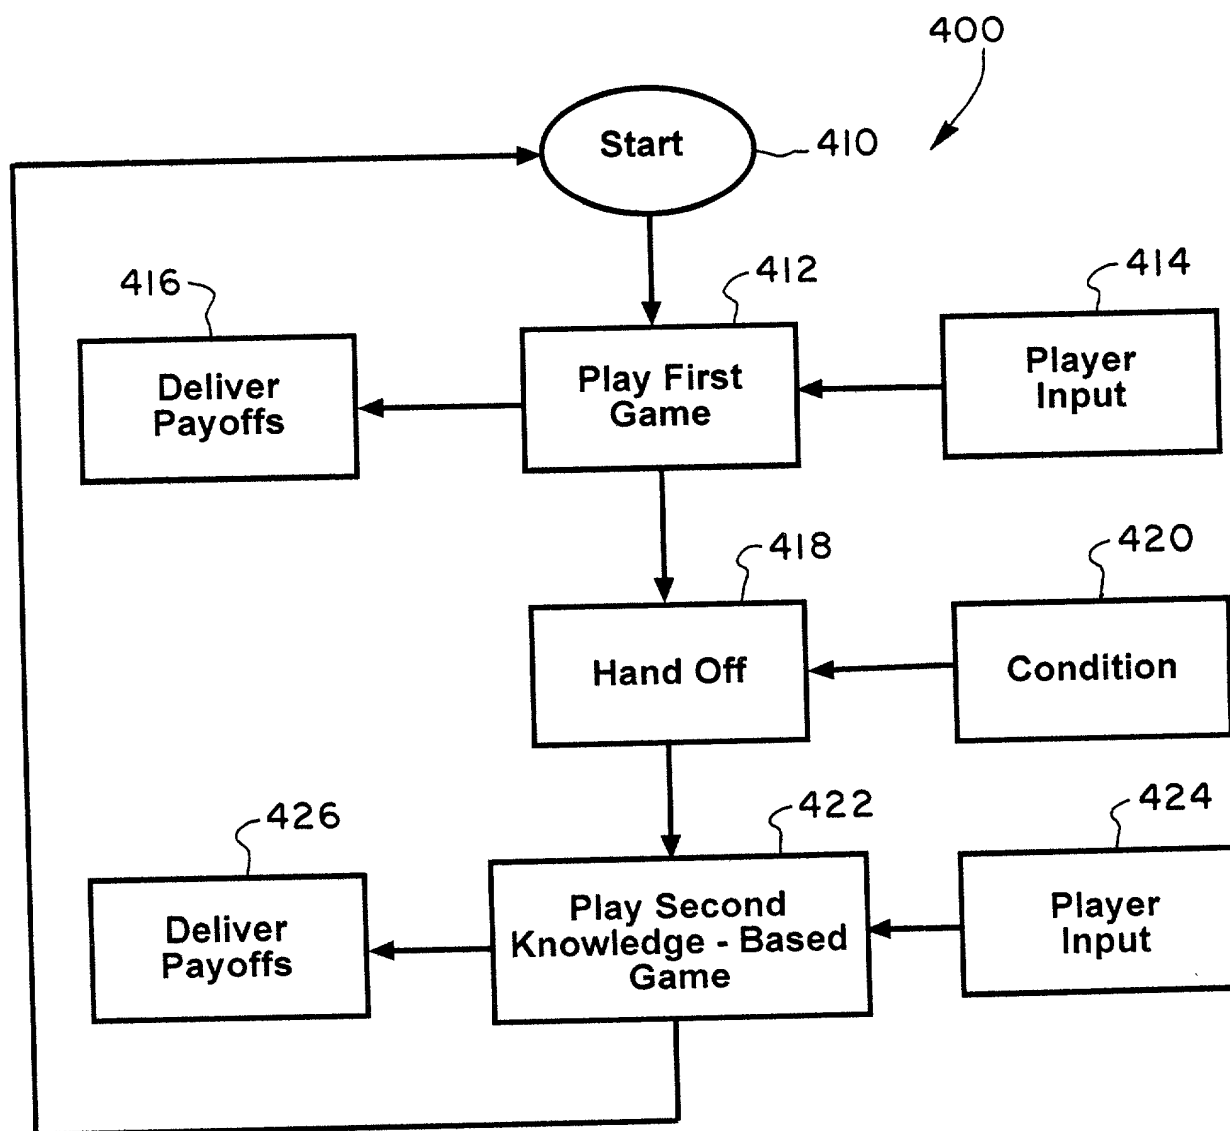 400
Start
410
416
412
414
Deliver
Payoffs
Play First
Game
Player
Input
418
420
Hand Off
Condition
426
422
424
Deliver
Payoffs
Play Second
Knowledge - Based
Game
Player
Input